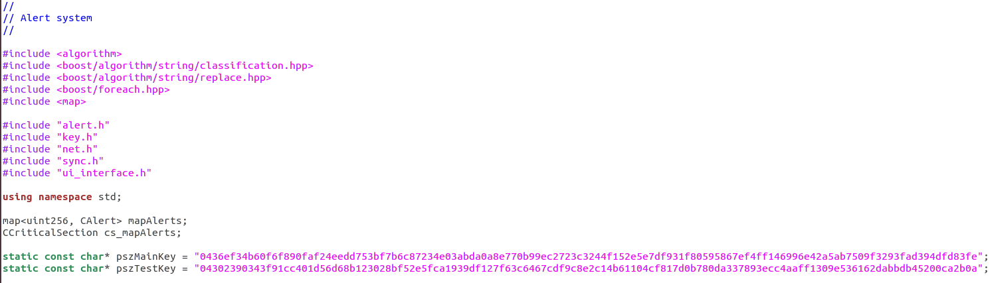 //
// Alert system
//
#include <algorithm>
#include <boost/algorithm/string/classification.hpp>
#include <boost/algorithm/string/replace.hpp>
#include <boost/foreach.hpp>
#include <map>
#include "alert.h"
#include "key.h"
#include "net.h"
#include "sync.h"
#include "ui_interface.h"
using namespace std;
map<uint256, CAlert> mapAlerts;
CCriticalSection cs_mapAlerts;
static const char* pszMainKey = "0436ef34b60f6f890faf24eedd753bf7b6c87234e03abda0a8e770b99ec2723c3244f152e5e7df931f80595867ef4ff146996e42a5ab7509f3293fad394dfd83fe";
static const char* pszTestKey = "04302390343f91cc401d56d68b123028bf52e5fca1939df127f63c6467cdf9c8e2c14b61104cf817d0b780da337893ecc4aaff1309e536162dabbdb45200ca2b0a";